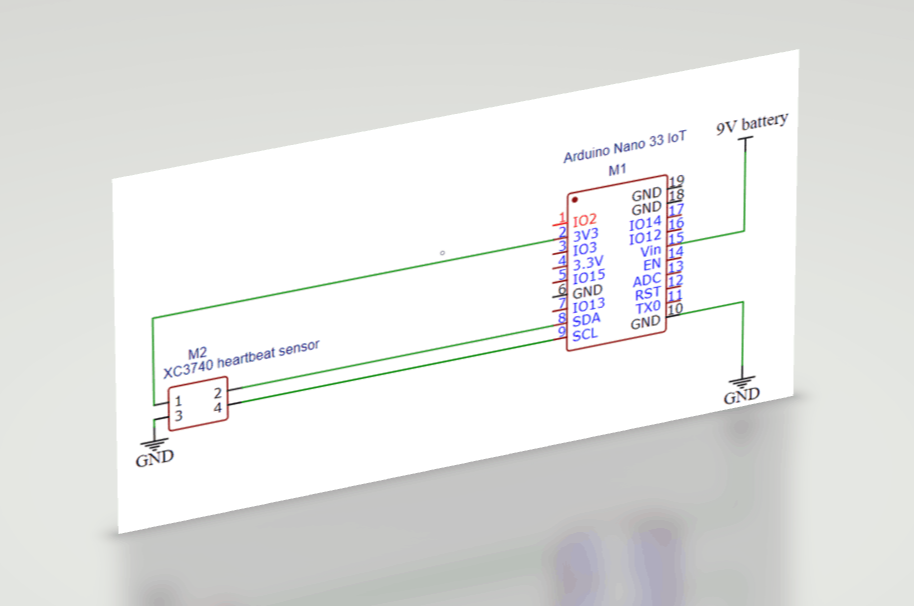 9V battery
Arduino Nano 33 IoT
M1
1 IO2
2 3V3
3 IO3
4 3.3V
5 IO15
6 GND
7 IO13
8 SDA
9 SCL
GND 19
GND 18
IO14 17
IO12 16
Vin 15
EN 14
ADC 13
RST 12
TX0 11
GND 10
GND
M2
XC3740 heartbeat sensor
1 2
3 4
GND